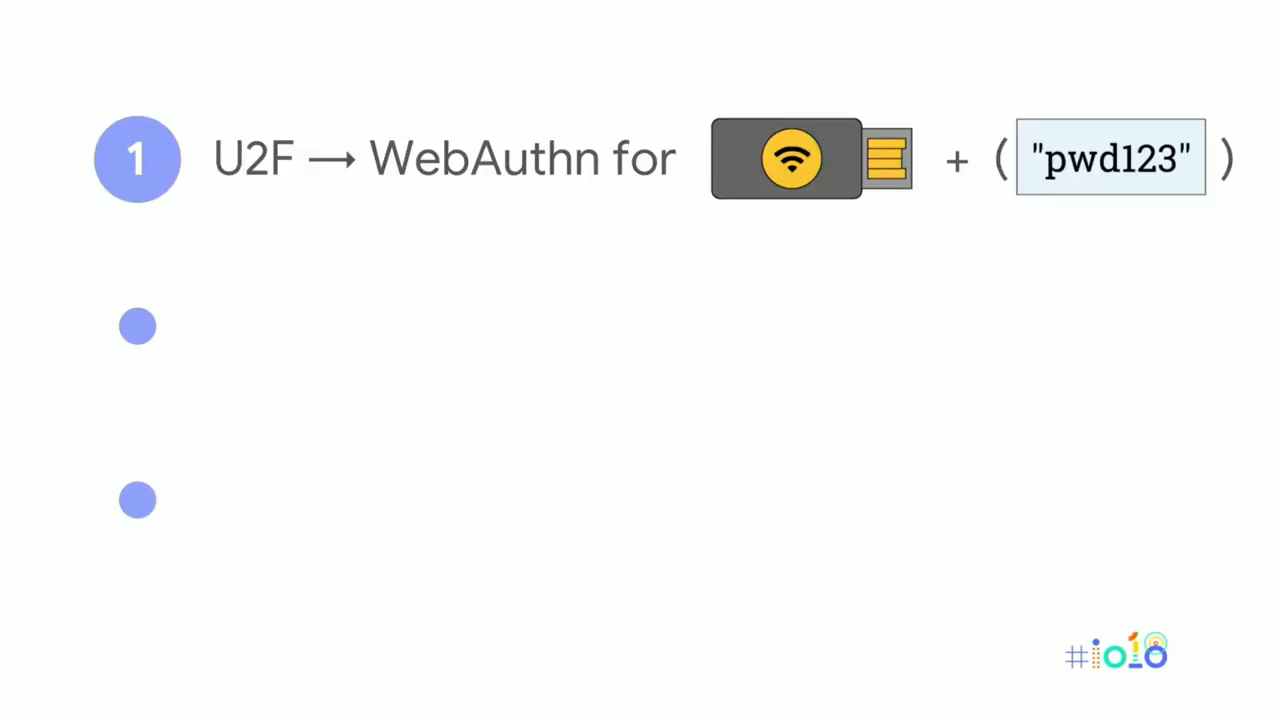 1 U2F → WebAuthn for + ( "pwd123" )
#io18